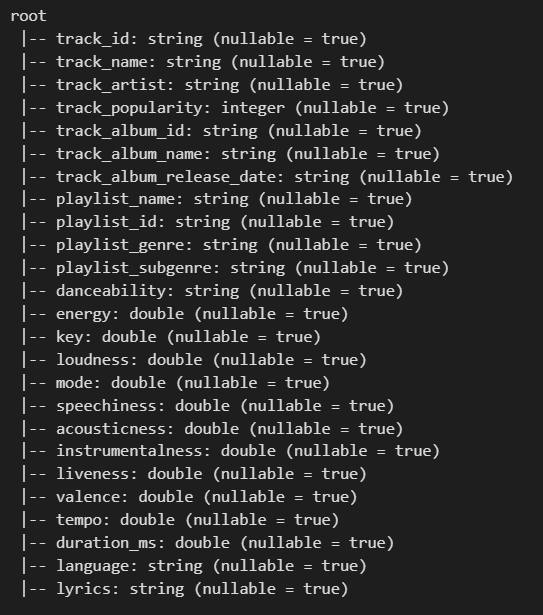 root
 |-- track_id: string (nullable = true)
 |-- track_name: string (nullable = true)
 |-- track_artist: string (nullable = true)
 |-- track_popularity: integer (nullable = true)
 |-- track_album_id: string (nullable = true)
 |-- track_album_name: string (nullable = true)
 |-- track_album_release_date: string (nullable = true)
 |-- playlist_name: string (nullable = true)
 |-- playlist_id: string (nullable = true)
 |-- playlist_genre: string (nullable = true)
 |-- playlist_subgenre: string (nullable = true)
 |-- danceability: string (nullable = true)
 |-- energy: double (nullable = true)
 |-- key: double (nullable = true)
 |-- loudness: double (nullable = true)
 |-- mode: double (nullable = true)
 |-- speechiness: double (nullable = true)
 |-- acousticness: double (nullable = true)
 |-- instrumentalness: double (nullable = true)
 |-- liveness: double (nullable = true)
 |-- valence: double (nullable = true)
 |-- tempo: double (nullable = true)
 |-- duration_ms: double (nullable = true)
 |-- language: string (nullable = true)
 |-- lyrics: string (nullable = true)